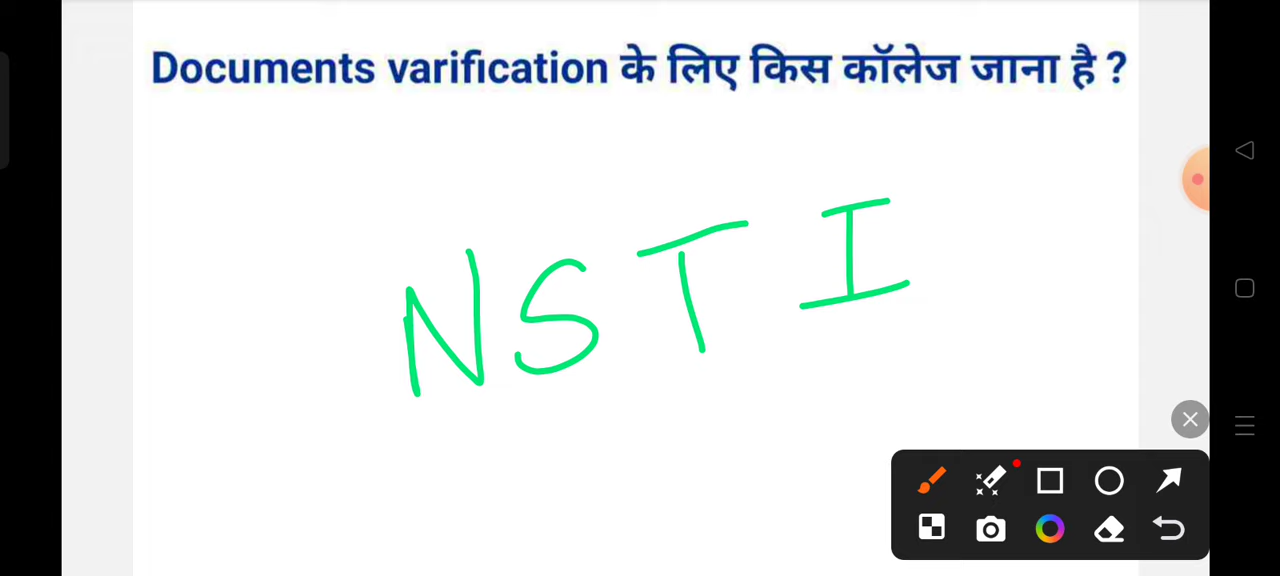 Documents varification के लिए किस कॉलेज जाना है ?
NSTI